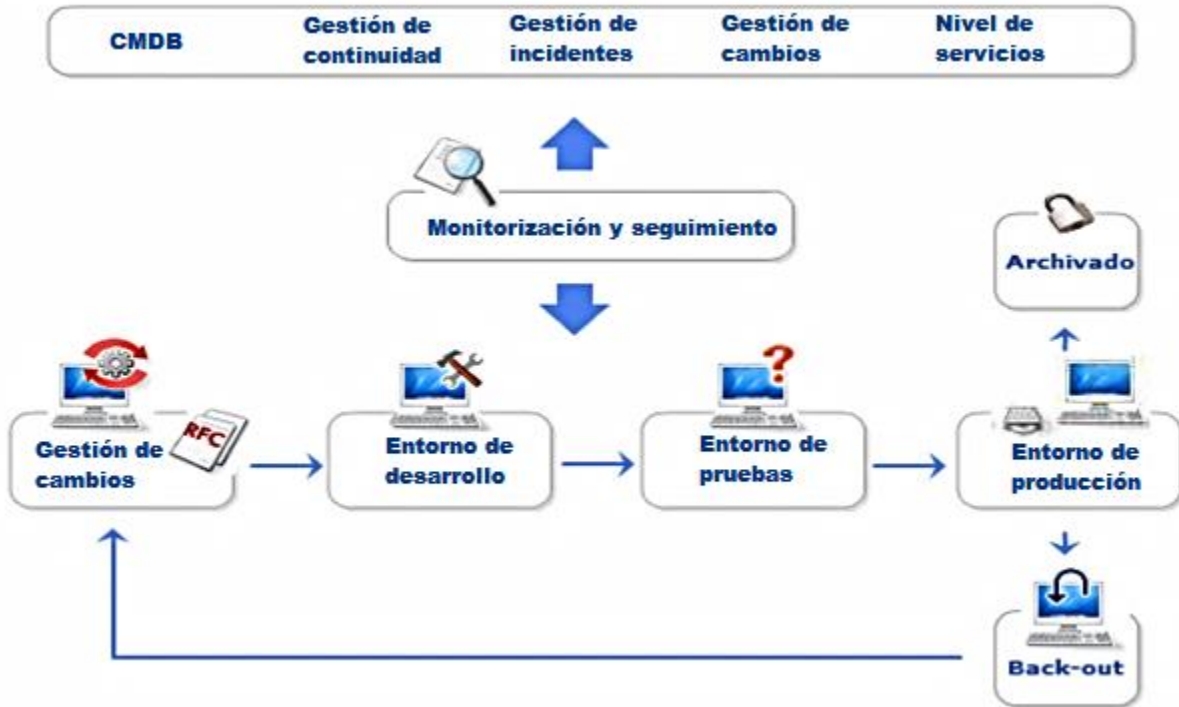 CMDB
Gestión de
continuidad
Gestión de
incidentes
Gestión de
cambios
Nivel de
servicios
Monitorización y seguimiento
Archivado
Gestión de
cambios
RFC
Entorno de
desarrollo
Entorno de
pruebas
Entorno de
producción
Back-out